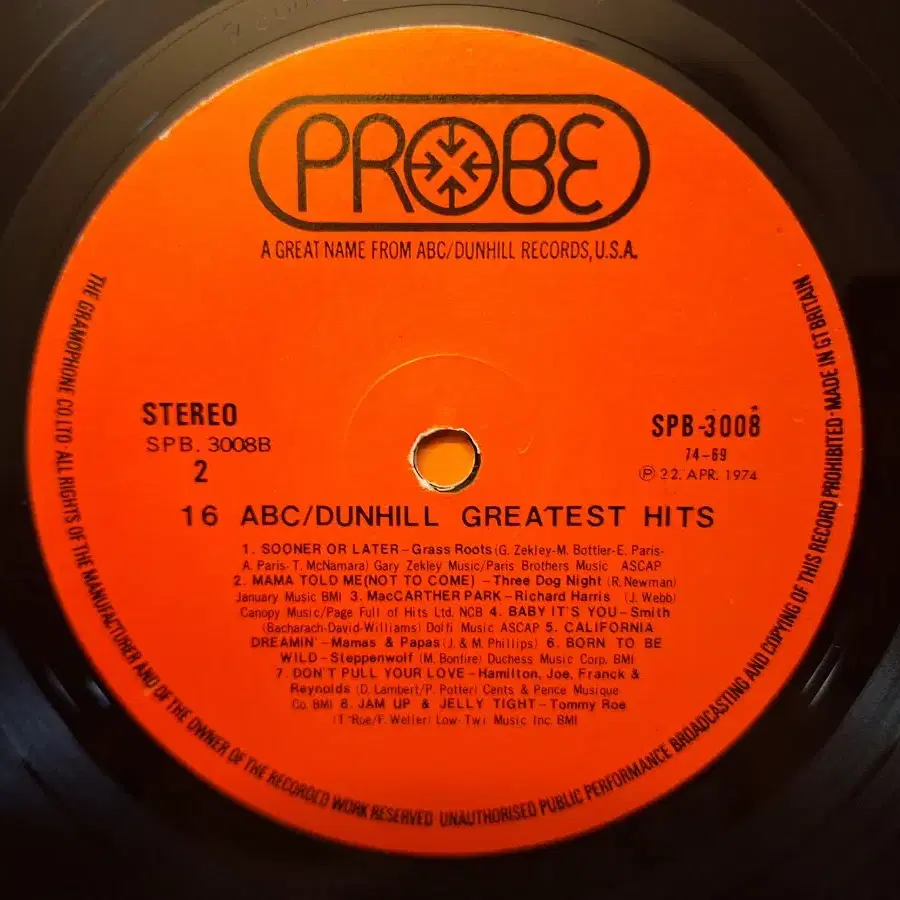 PROBE
A GREAT NAME FROM ABC/DUNHILL RECORDS, U.S.A.
STEREO
SPB. 3008B
2
SPB-3008
74-69
Ⓟ 22. APR. 1974
16 ABC/DUNHILL GREATEST HITS
1. SOONER OR LATER-Grass Roots (G. Zekley-M. Bottler-E. Paris-
A. Paris-T. McNamara) Gary Zekley Music/Paris Brothers Music ASCAP
2. MAMA TOLD ME (NOT TO COME) -Three Dog Night (R. Newman)
January Music BMI 3. MacCARTHER PARK-Richard Harris (J. Webb)
Canopy Music/Page Full of Hits Ltd. NCB 4. BABY IT'S YOU-Smith
(Bacharach-David-Williams) Dolfi Music ASCAP 5. CALIFORNIA
DREAMIN'-Mamas & Papas (J. & M. Phillips) 6. BORN TO BE
WILD-Steppenwolf (M. Bonfire) Duchess Music Corp. BMI
7. DON'T PULL YOUR LOVE-Hamilton, Joe, Franck &
Reynolds (D. Lambert/P. Potter) Cents & Pence Musique
Co. BMI 8. JAM UP & JELLY TIGHT-Tommy Roe
(T. Roe/F. Weller) Low-Twi Music Inc. BMI
THE GRAMOPHONE CO. LTD · ALL RIGHTS OF THE MANUFACTURER AND OF THE OWNER OF THE RECORDED WORK RESERVED UNAUTHORISED PUBLIC PERFORMANCE BROADCASTING AND COPYING OF THIS RECORD PROHIBITED · MADE IN GT BRITAIN